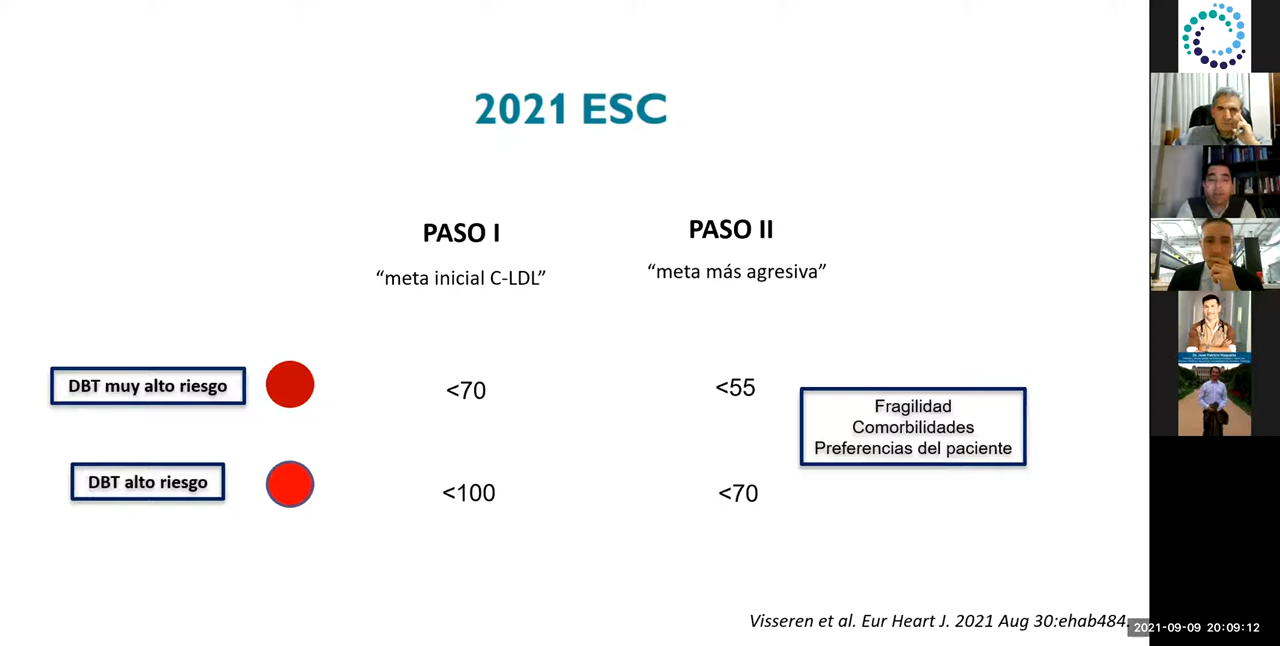 2021 ESC
PASO I
PASO II
“meta inicial C-LDL”
“meta más agresiva”
DBT muy alto riesgo
<70
<55
Fragilidad
Comorbilidades
Preferencias del paciente
DBT alto riesgo
<100
<70
Visseren et al. Eur Heart J. 2021 Aug 30:ehab484.
2021-09-09 20:09:12